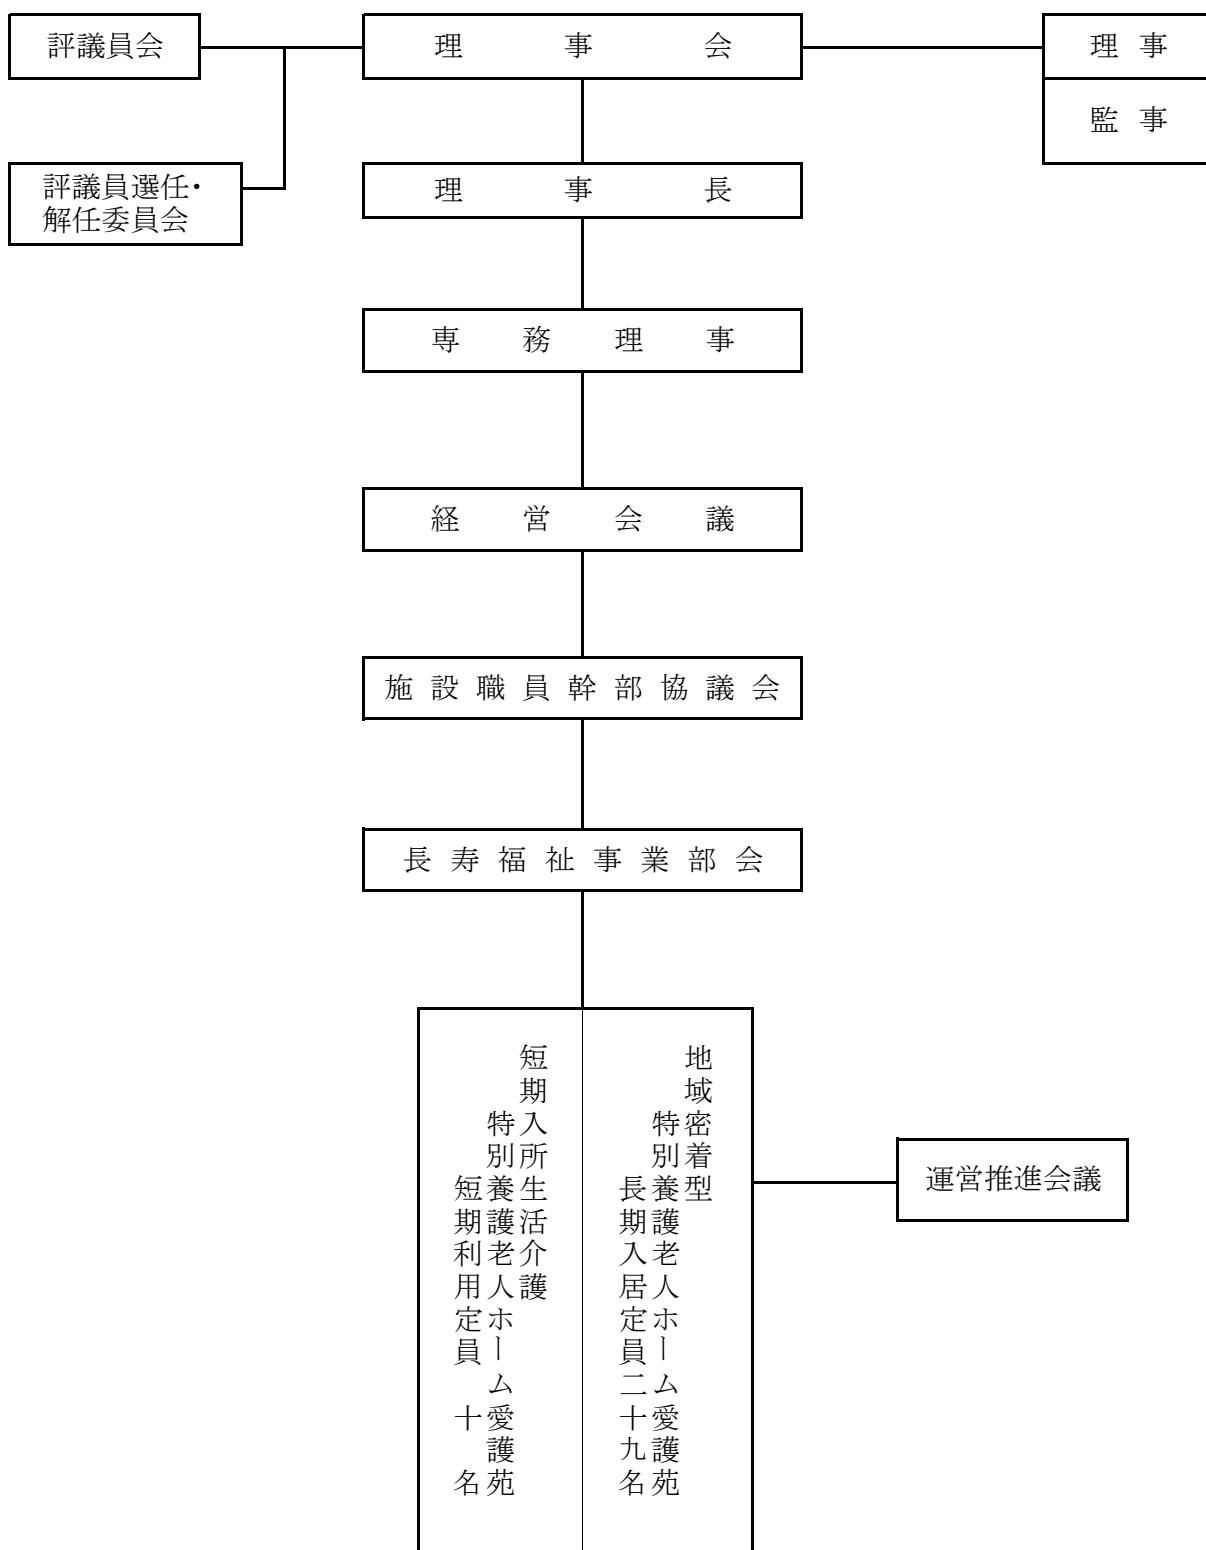 評議員会
理事会
理事
監事
評議員選任・
解任委員会
理事長
専務理事
経営会議
施設職員幹部協議会
長寿福祉事業部会
地域密着型
特別養護老人ホーム愛護苑
長期入居定員二十九名
短期入所生活介護
特別養護老人ホーム愛護苑
短期利用定員 十 名
運営推進会議